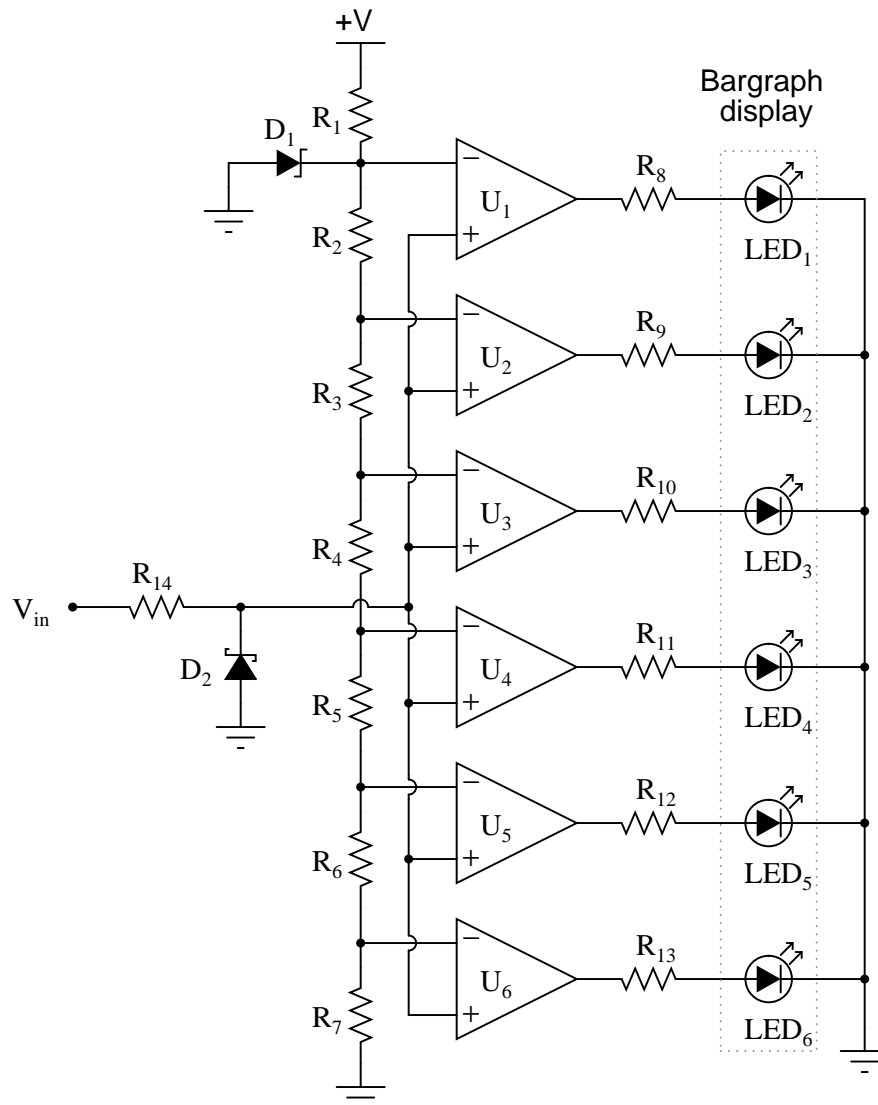 +V
Bargraph
display
D₁
R₁
−
U₁
+
R₈
LED₁
R₂
−
U₂
+
R₉
LED₂
R₃
−
U₃
+
R₁₀
LED₃
R₄
V_in
R₁₄
D₂
−
U₄
+
R₁₁
LED₄
R₅
−
U₅
+
R₁₂
LED₅
R₆
−
U₆
+
R₁₃
LED₆
R₇